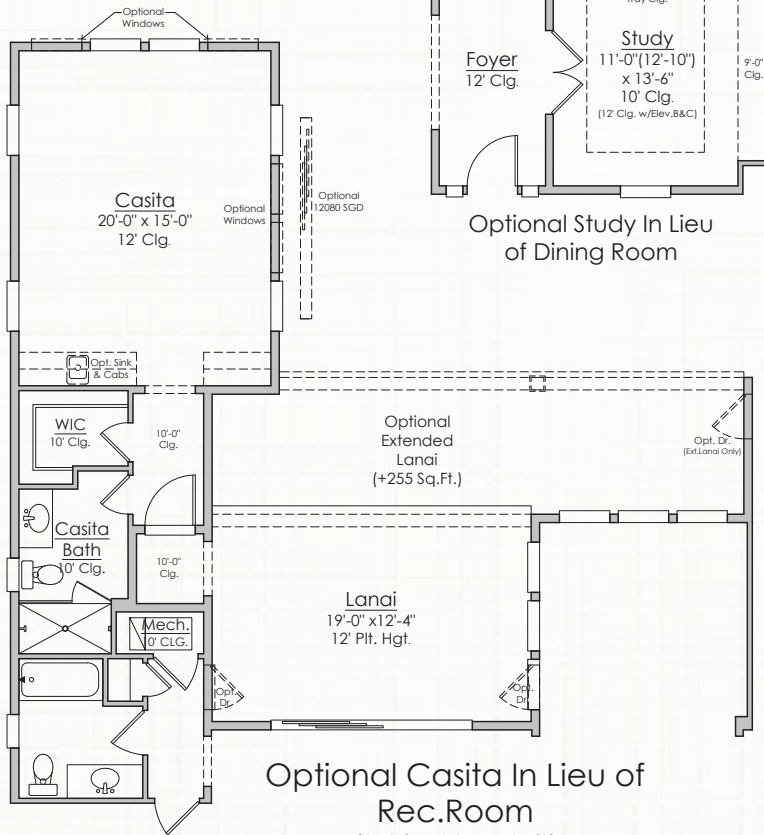 Optional
Windows
Casita
20'-0" x 15'-0"
12' Clg.
Optional
Windows
Optional
12080 SGD
Opt. Sink
& Cabs
WIC
10' Clg.
10'-0"
Clg.
Casita
Bath
10' Clg.
10'-0"
Clg.
Mech.
10' CLG.
Optional
Extended
Lanai
(+255 Sq.Ft.)
Opt. Dr.
(Ext.Lanai Only)
Lanai
19'-0" x12'-4"
12' Plt. Hgt.
Opt.
Dr.
Opt.
Dr.
Optional Casita In Lieu of
Rec.Room
Foyer
12' Clg.
Tray Clg.
Study
11'-0"(12'-10")
x 13'-6"
10' Clg.
(12' Clg. w/Elev.B&C)
9'-0"
Clg.
Optional Study In Lieu
of Dining Room